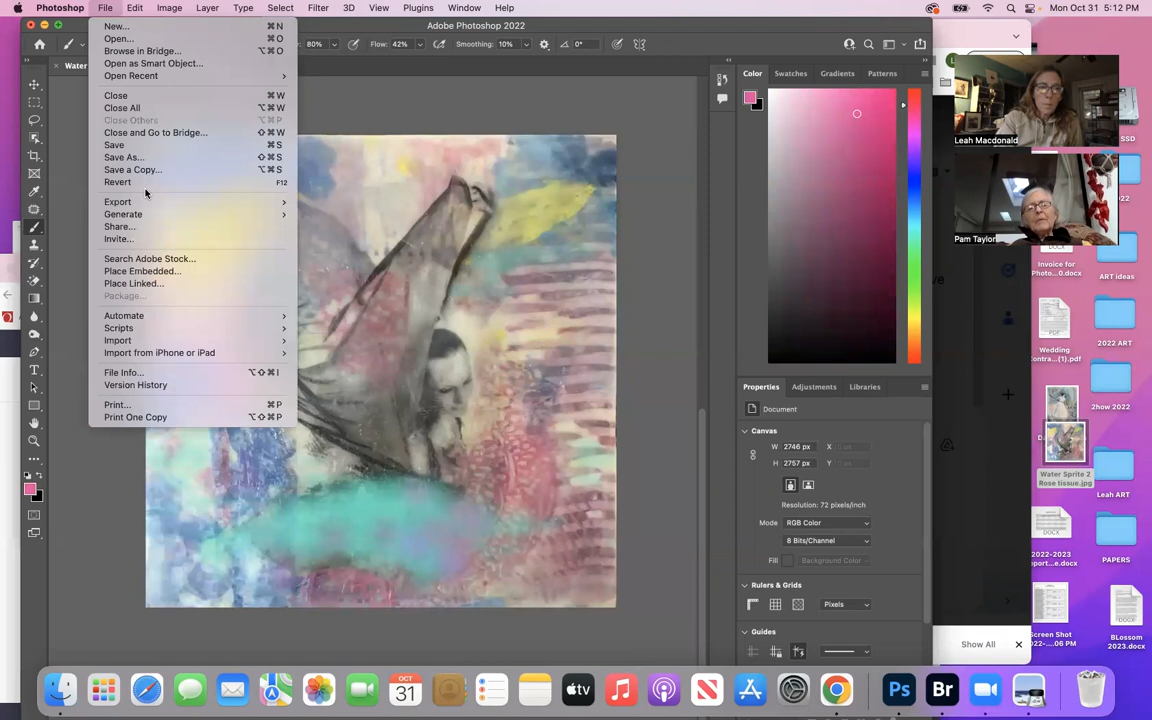 Photoshop File Edit Image Layer Type Select Filter 3D View Plugins Window Help Mon Oct 31 5:12 PM
Adobe Photoshop 2022
80% Flow: 42% Smoothing: 10% 0°
Water
New... ⌘N
Open... ⌘O
Browse in Bridge... ⌥⌘O
Open as Smart Object...
Open Recent
Close ⌘W
Close All ⌥⌘W
Close Others ⌥⌘P
Close and Go to Bridge... ⇧⌘W
Save ⌘S
Save As... ⇧⌘S
Save a Copy... ⌥⌘S
Revert F12
Export
Generate
Share...
Invite...
Search Adobe Stock...
Place Embedded...
Place Linked...
Package...
Automate
Scripts
Import
Import from iPhone or iPad
File Info... ⌥⇧⌘I
Version History
Print... ⌘P
Print One Copy ⌥⇧⌘P
Color Swatches Gradients Patterns
Properties Adjustments Libraries
Document
Canvas
W 2746 px X
H 2757 px Y
Resolution: 72 pixels/inch
Mode RGB Color
8 Bits/Channel
Fill Background Color
Rulers & Grids
Pixels
Guides
Leah Macdonald
Pam Taylor
SSD
22
Invoice for
Photo...0.docx
ART ideas
Wedding
Contra...(1).pdf
2022 ART
2how 2022
Water Sprite 2
Rose tissue.jpg
Leah ART
2022-2023
eport...e.docx
PAPERS
Screen Shot
2022-...06 PM
BLossom
2023.docx
Show All
OCT
31
tv
Ps
Br